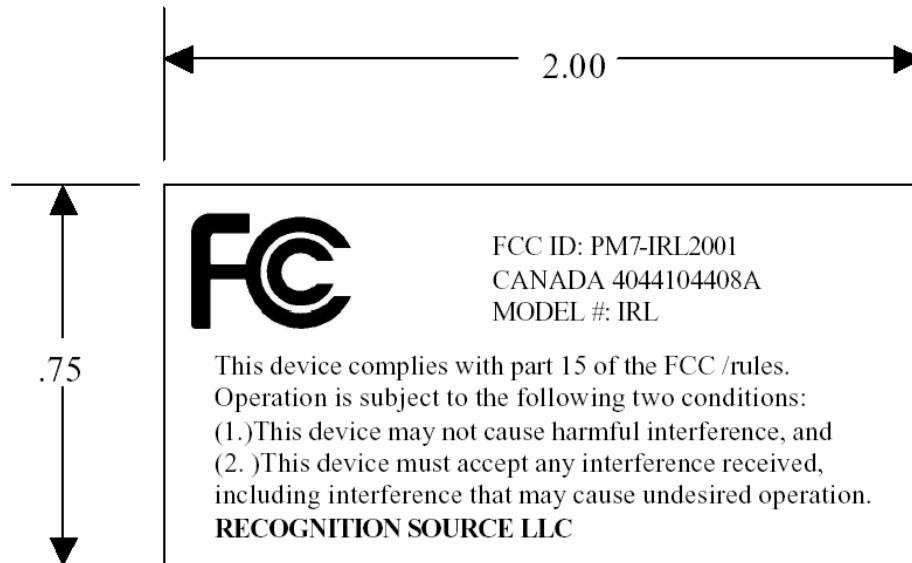 2.00
FCC
FCC ID: PM7-IRL2001
CANADA 4044104408A
MODEL #: IRL
.75
This device complies with part 15 of the FCC /rules.
Operation is subject to the following two conditions:
(1.)This device may not cause harmful interference, and
(2. )This device must accept any interference received,
including interference that may cause undesired operation.
RECOGNITION SOURCE LLC